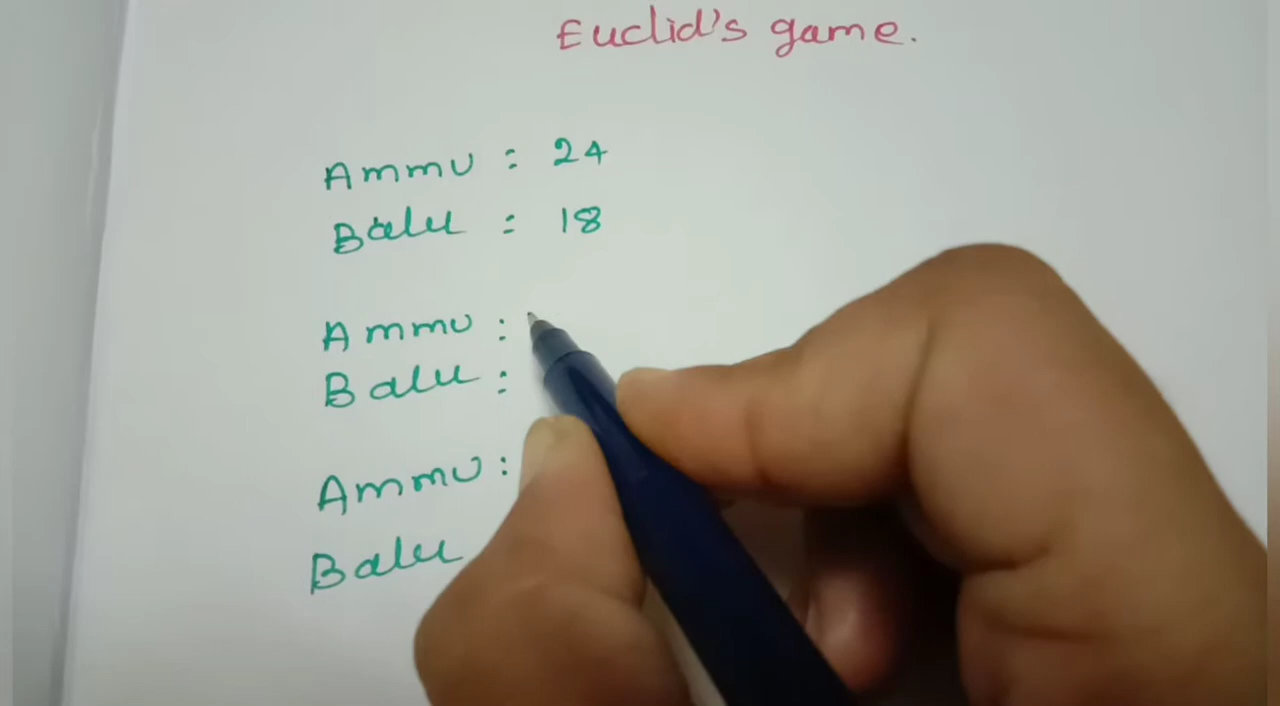 Euclid's game.
Ammu : 24
Balu : 18
Ammu :
Balu :
Ammu :
Balu